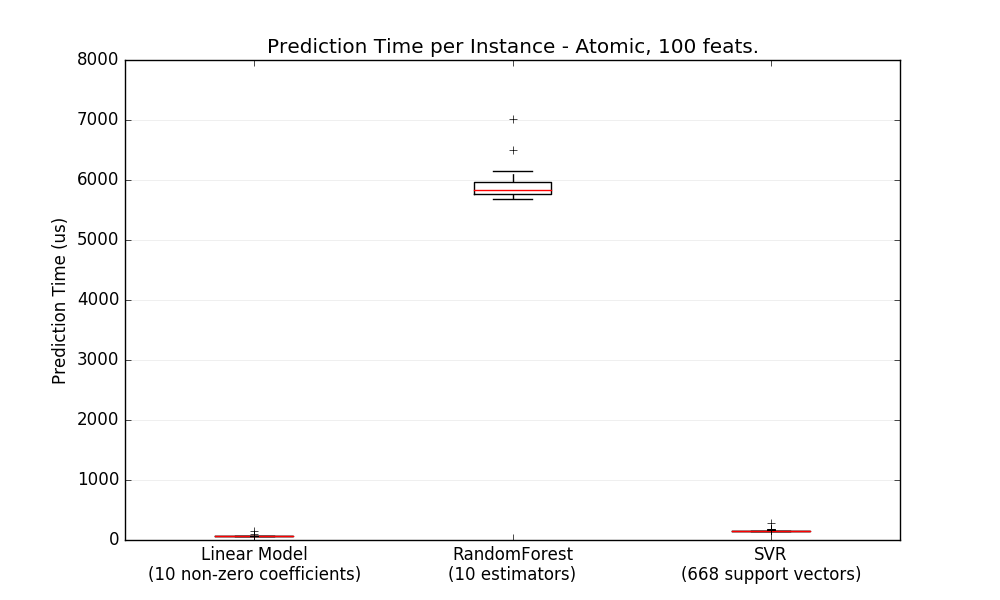 Prediction Time per Instance - Atomic, 100 feats.
8000
7000
6000
5000
4000
3000
2000
1000
0
Prediction Time (us)
Linear Model
(10 non-zero coefficients)
RandomForest
(10 estimators)
SVR
(668 support vectors)